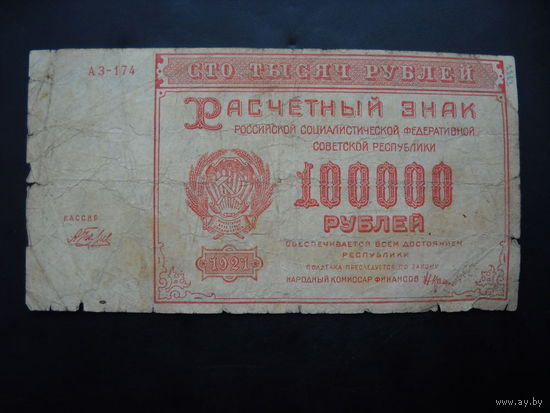 АЗ-174
СТО ТЫСЯЧ РУБЛЕЙ
РАСЧЕТНЫЙ ЗНАК
РОССИЙСКОЙ СОЦИАЛИСТИЧЕСКОЙ ФЕДЕРАТИВНОЙ
СОВЕТСКОЙ РЕСПУБЛИКИ
100000
РУБЛЕЙ
КАССИР
1921
ОБЕСПЕЧИВАЕТСЯ ВСЕМ ДОСТОЯНИЕМ
РЕСПУБЛИКИ
ПОДДЕЛКА ПРЕСЛЕДУЕТСЯ ПО ЗАКОНУ
НАРОДНЫЙ КОМИССАР ФИНАНСОВ
www.ay.by